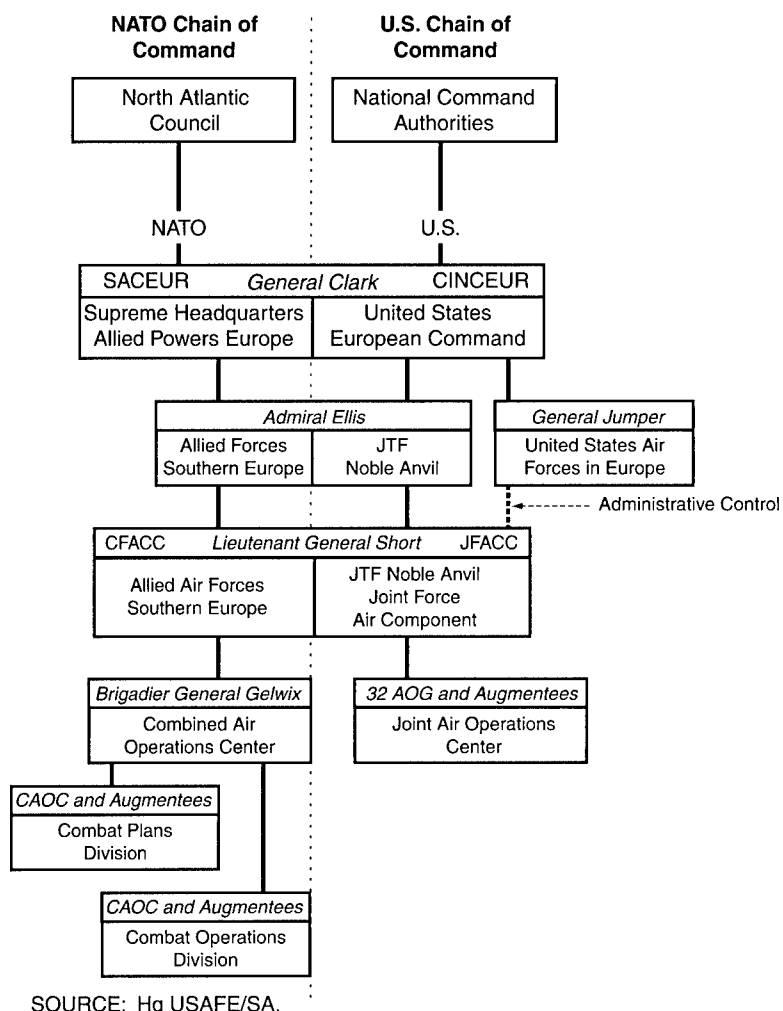 NATO Chain of
Command
U.S. Chain of
Command
North Atlantic
Council
National Command
Authorities
NATO
U.S.
SACEUR General Clark CINCEUR
Supreme Headquarters
Allied Powers Europe
United States
European Command
Admiral Ellis
Allied Forces
Southern Europe
JTF
Noble Anvil
General Jumper
United States Air
Forces in Europe
Administrative Control
CFACC Lieutenant General Short JFACC
Allied Air Forces
Southern Europe
JTF Noble Anvil
Joint Force
Air Component
Brigadier General Gelwix
Combined Air
Operations Center
32 AOG and Augmentees
Joint Air Operations
Center
CAOC and Augmentees
Combat Plans
Division
CAOC and Augmentees
Combat Operations
Division
SOURCE: Hq USAFE/SA.